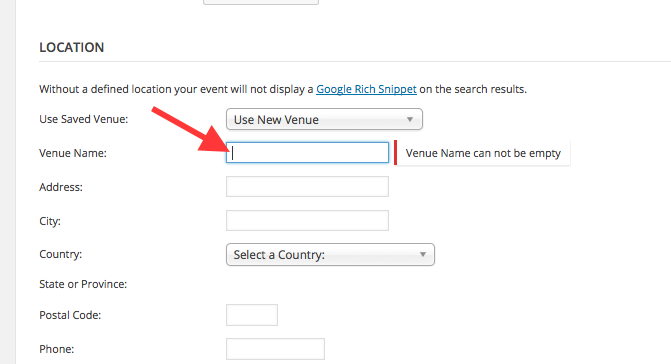 LOCATION
Without a defined location your event will not display a Google Rich Snippet on the search results.
Use Saved Venue: Use New Venue
Venue Name: Venue Name can not be empty
Address:
City:
Country: Select a Country:
State or Province:
Postal Code:
Phone: